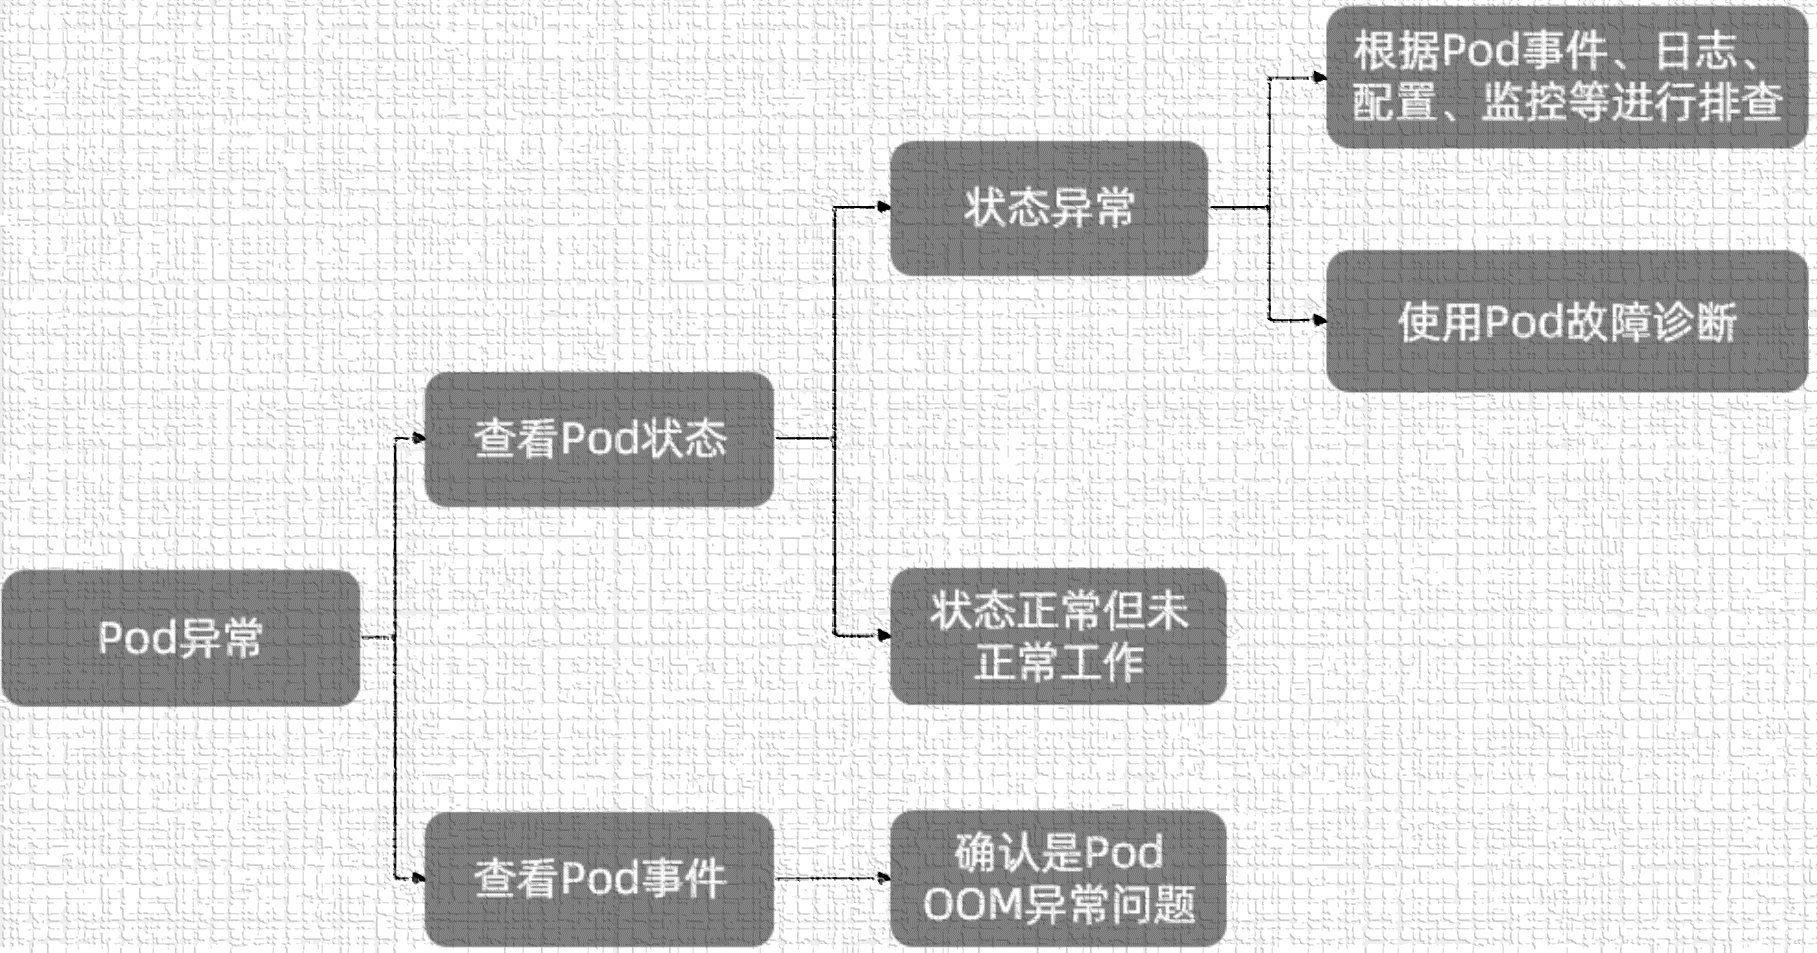 根据Pod事件、日志、
配置、监控等进行排查
状态异常
使用Pod故障诊断
查看Pod状态
状态正常但未
正常工作
Pod异常
查看Pod事件
确认是Pod
OOM异常问题